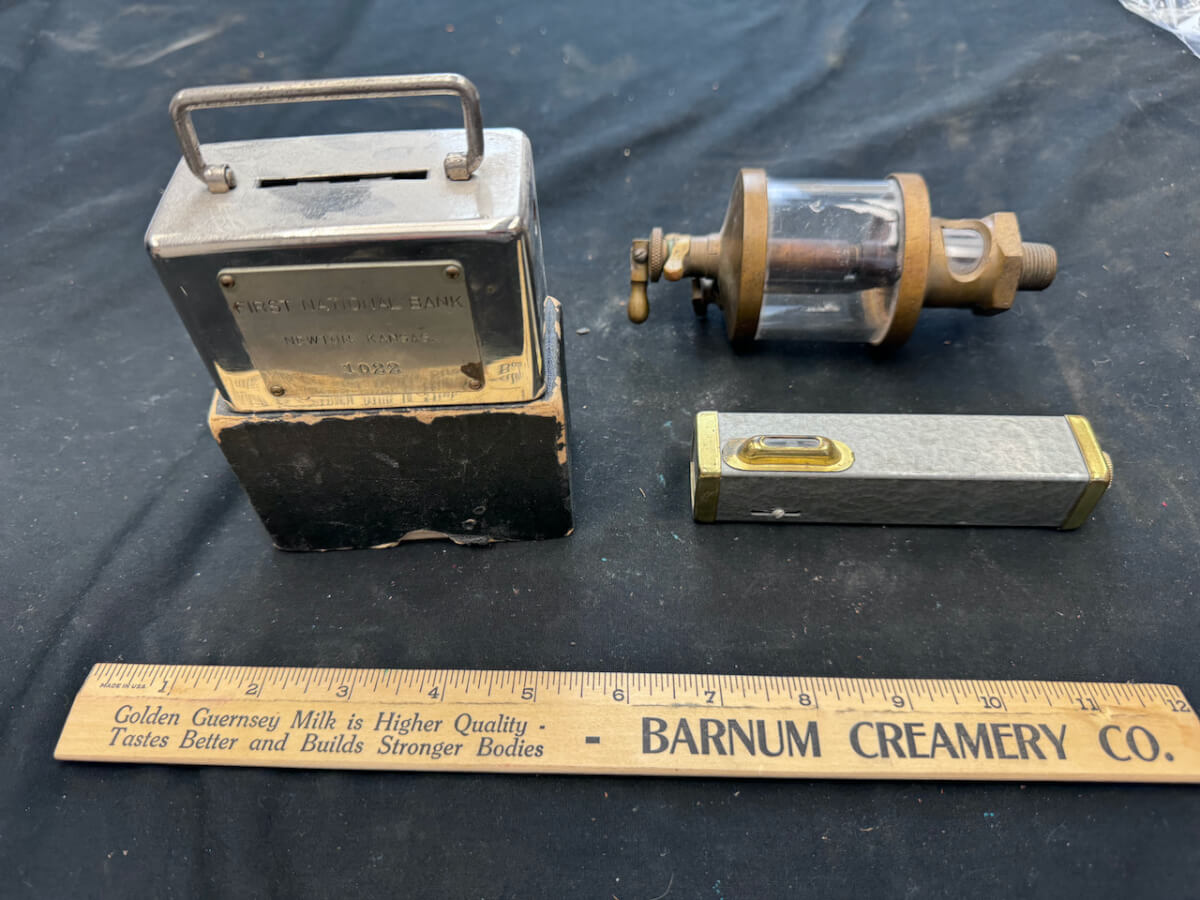 FIRST NATIONAL BANK
NEWTON, KANSAS.
1022
MADE IN USA
1 2 3 4 5 6 7 8 9 10 11 12
Golden Guernsey Milk is Higher Quality -
Tastes Better and Builds Stronger Bodies
- BARNUM CREAMERY CO.